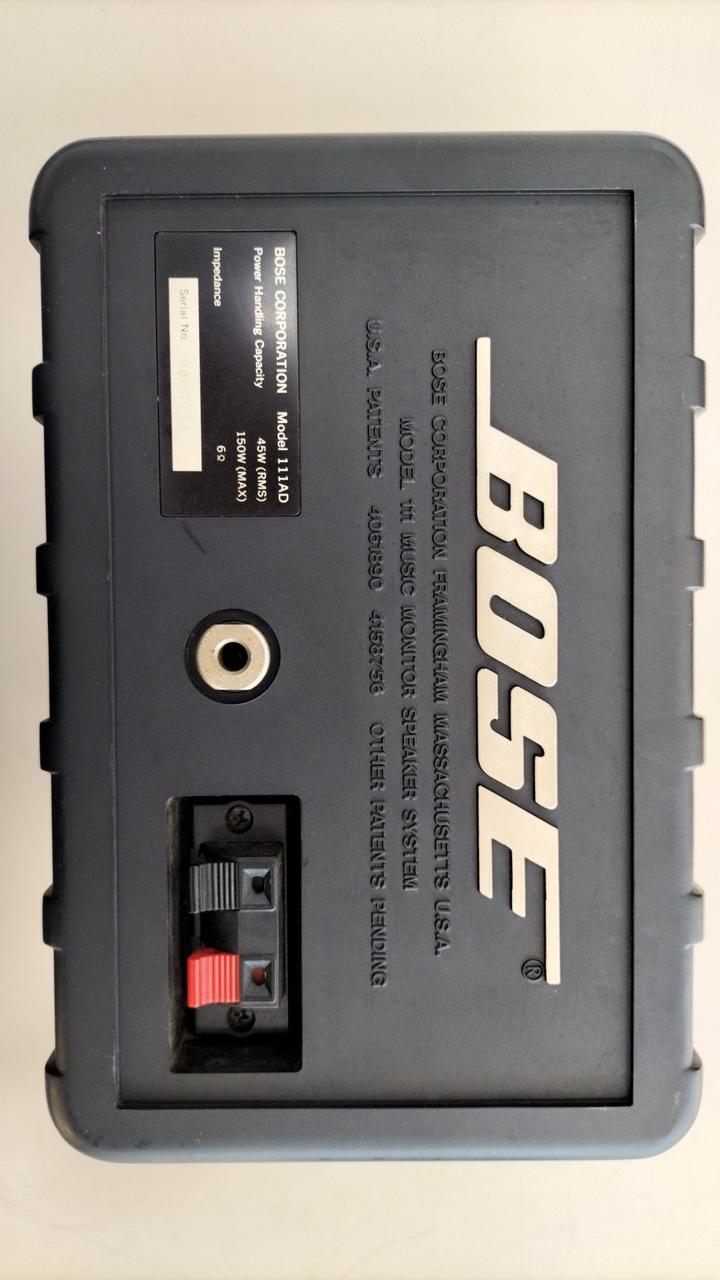 BOSE®
BOSE CORPORATION FRAMINGHAM MASSACHUSETTS U.S.A.
MODEL 111 MUSIC MONITOR SPEAKER SYSTEM
U.S.A. PATENTS 4061890 4158756 OTHER PATENTS PENDING
BOSE CORPORATION Model 111AD
Power Handling Capacity 45W (RMS)
150W (MAX)
Impedance 6Ω
Serial No.